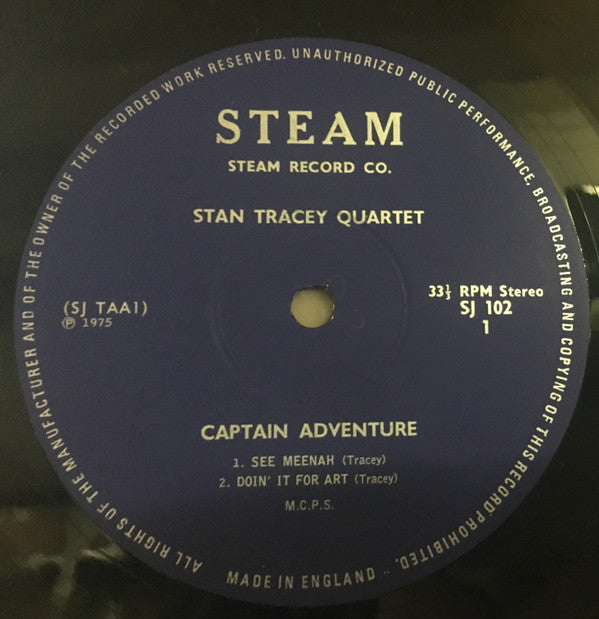 ALL RIGHTS OF THE MANUFACTURER AND OF THE OWNER OF THE RECORDED WORK RESERVED. UNAUTHORIZED PUBLIC PERFORMANCE, BROADCASTING AND COPYING OF THIS RECORD PROHIBITED.
STEAM
STEAM RECORD CO.
STAN TRACEY QUARTET
(SJ TAA1)
℗ 1975
33⅓ RPM Stereo
SJ 102
1
CAPTAIN ADVENTURE
1. SEE MEENAH (Tracey)
2. DOIN' IT FOR ART (Tracey)
M.C.P.S.
MADE IN ENGLAND